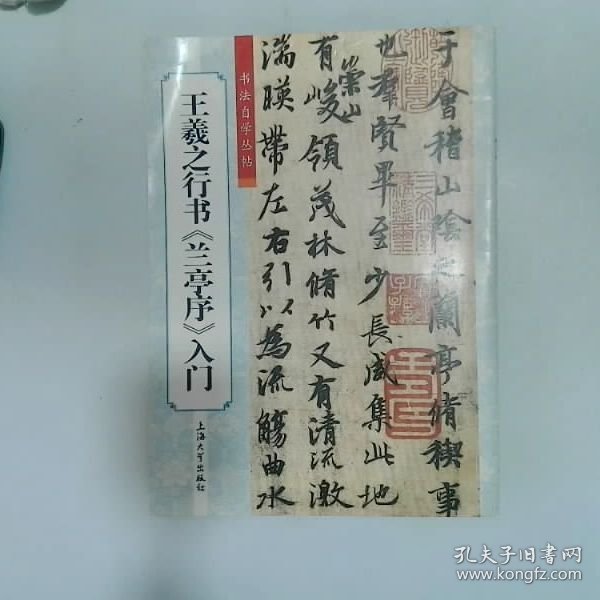 书法自学丛帖
王羲之行书《兰亭序》入门
上海大学出版社
于會稽山陰之蘭亭脩稧事
也羣賢畢至少長咸集此地
有崇山峻領茂林脩竹又有清流激
湍暎帶左右引以為流觴曲水
孔夫子旧书网
www.kongfz.com